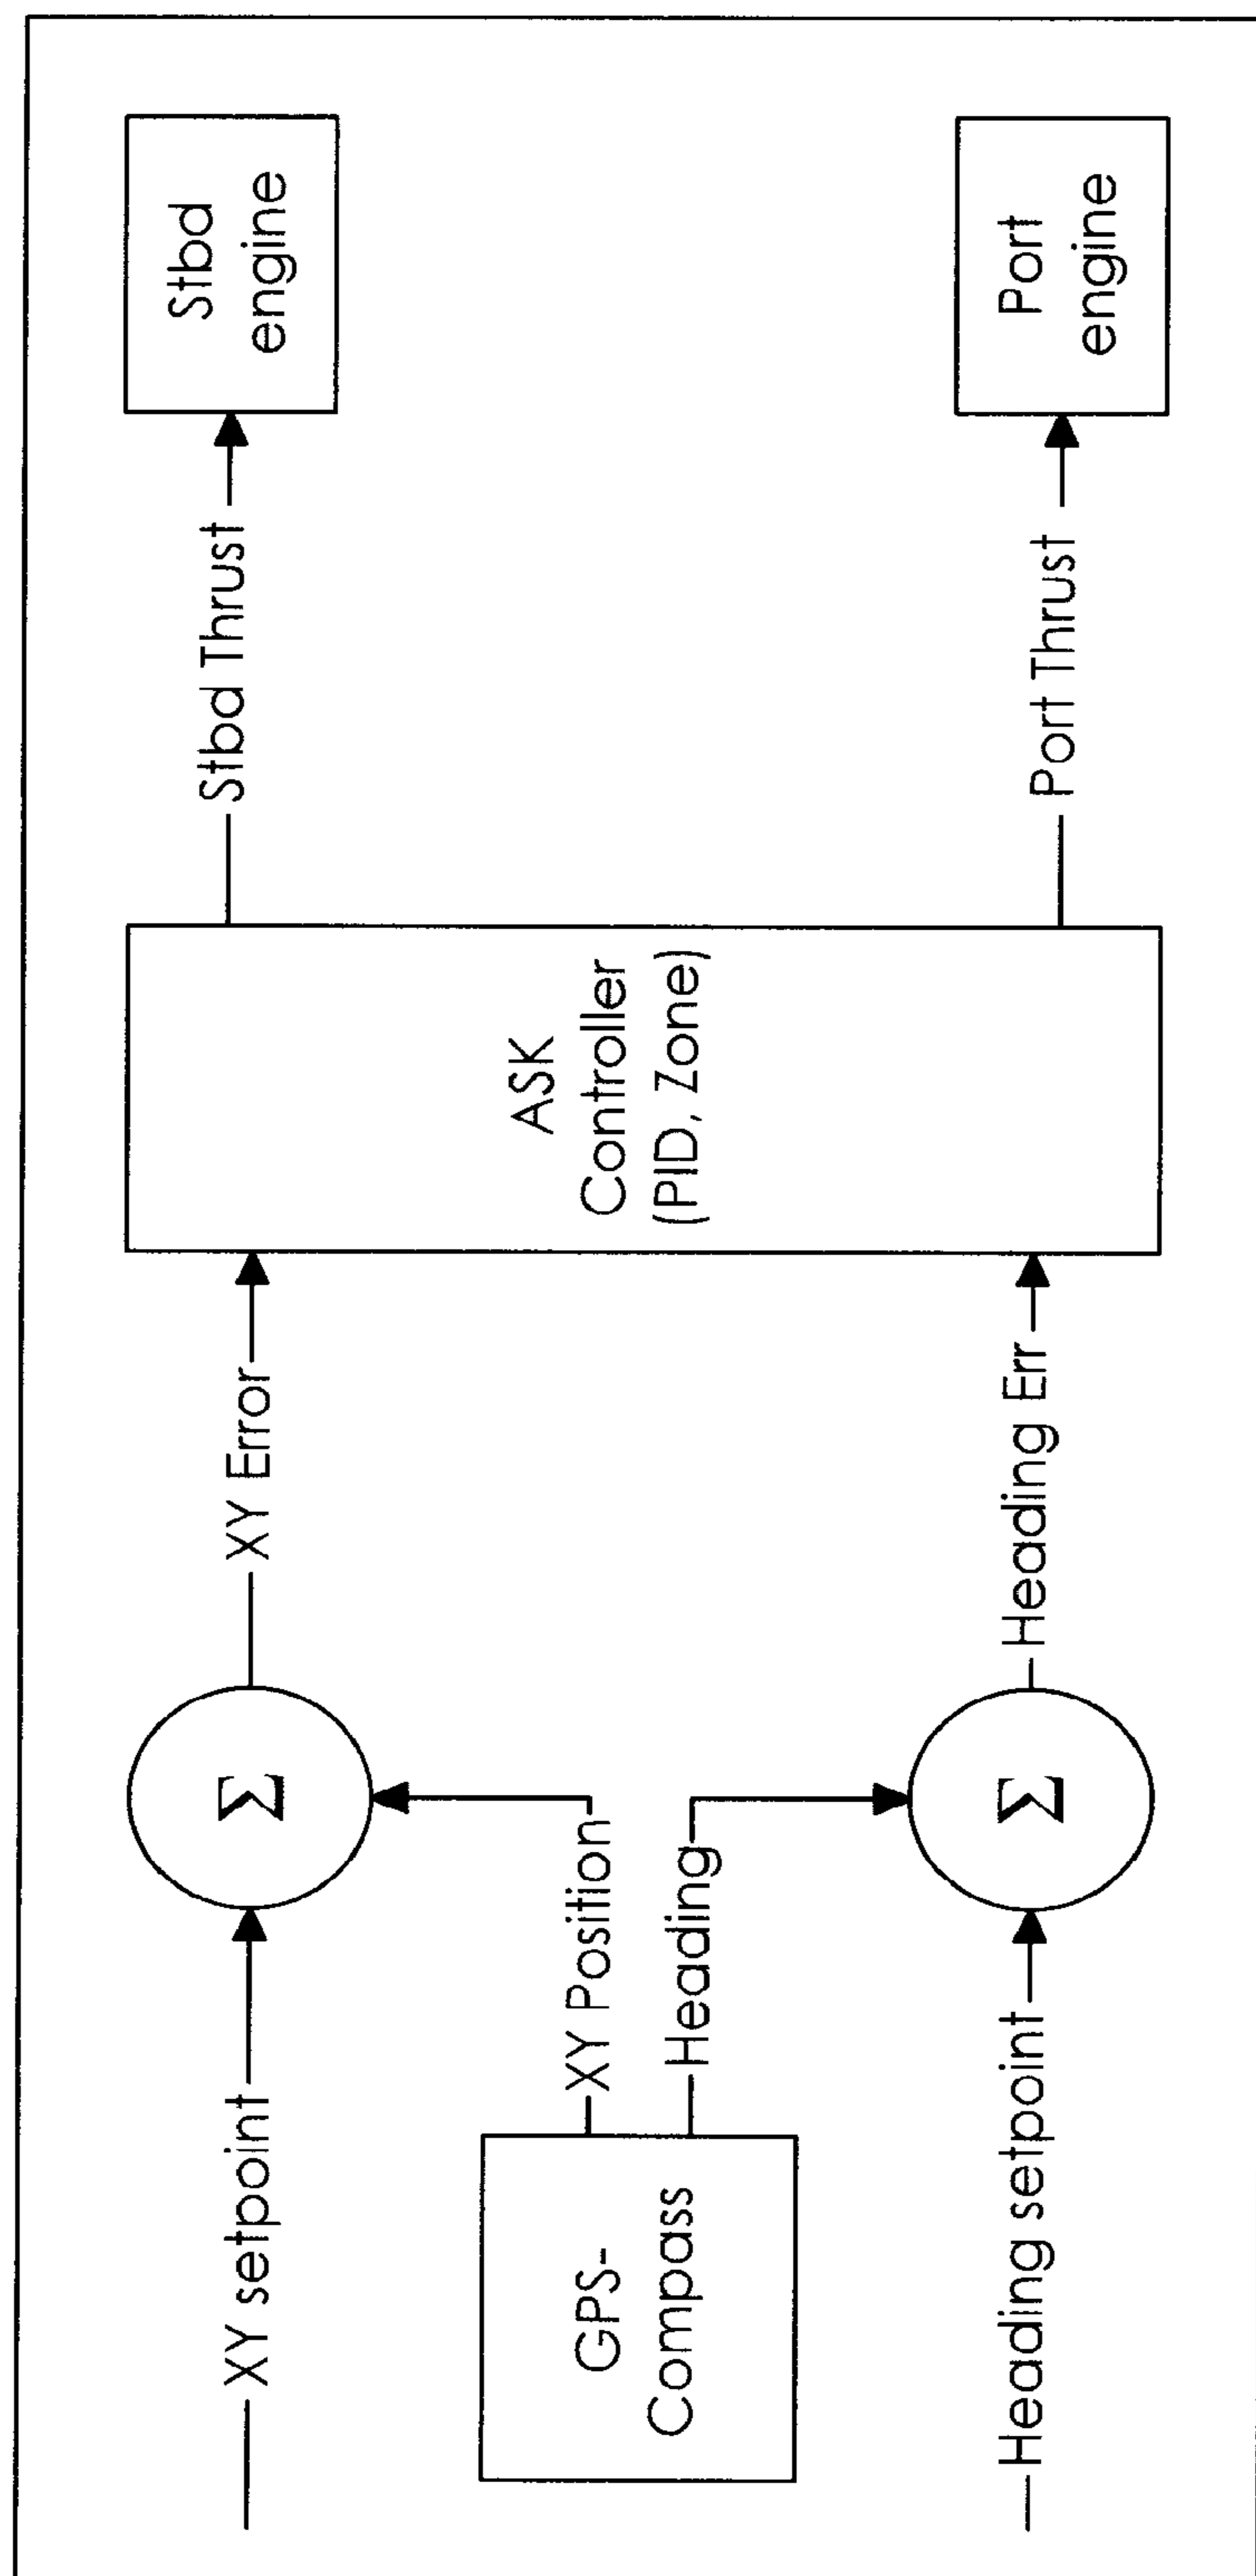 XY setpoint
Σ
XY Error
Stbd Thrust
Stbd
engine
GPS-
Compass
XY Position
Heading
ASK
Controller
(PID, Zone)
Heading setpoint
Σ
Heading Err
Port Thrust
Port
engine